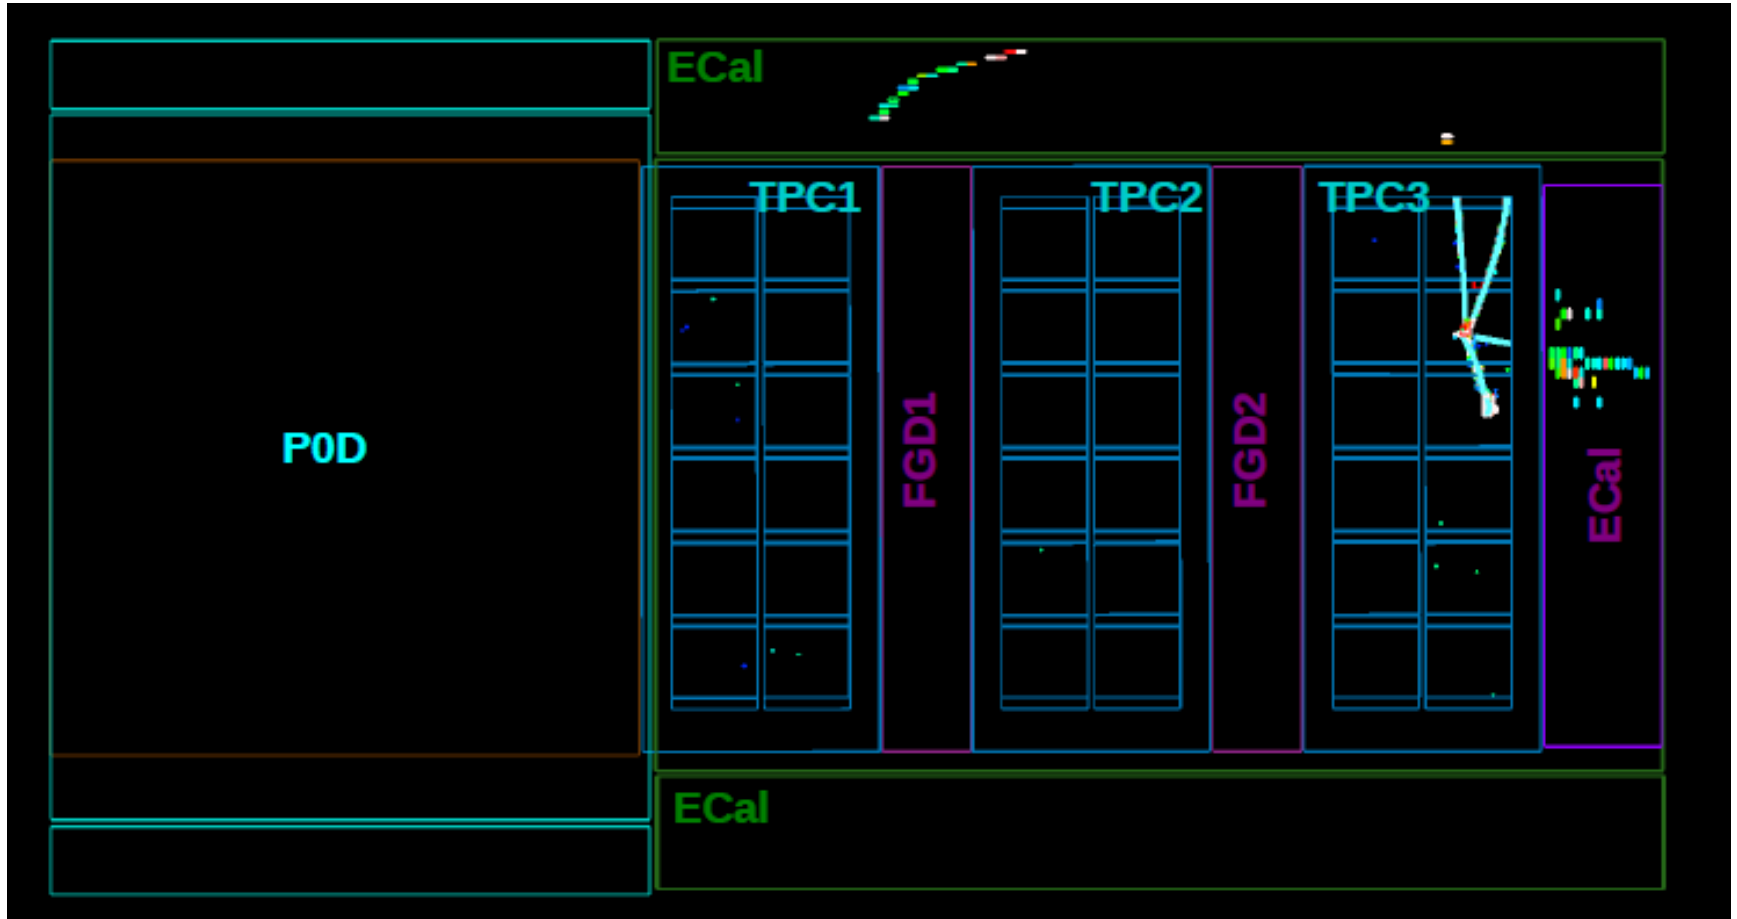 ECal
TPC1
TPC2
TPC3
P0D
FGD1
FGD2
ECal
ECal